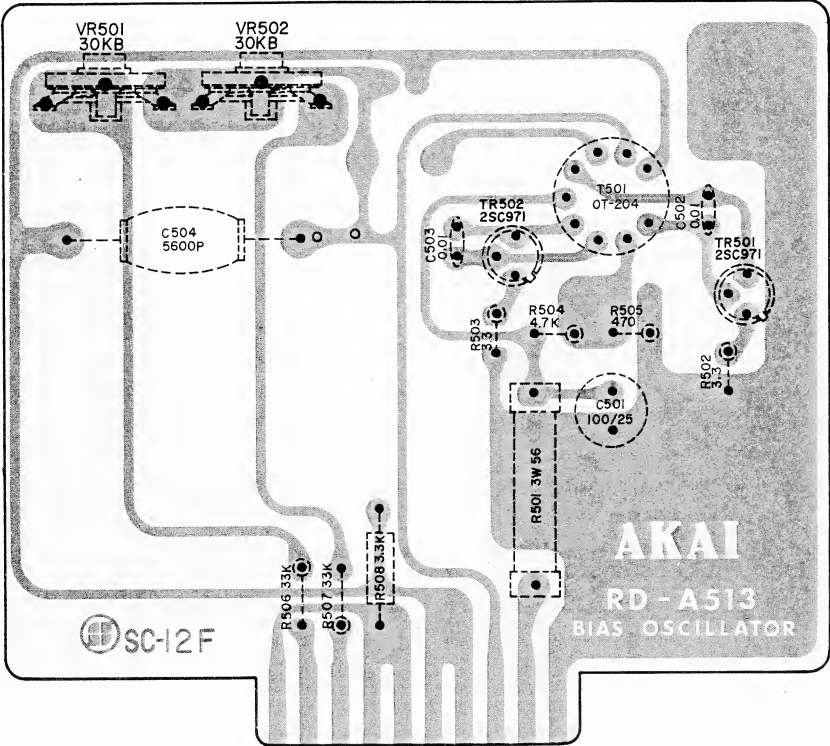 VR501
30KB
VR502
30KB
C504
5600P
TR502
2SC971
T501
OT-204
C502
0.01
C503
0.01
TR501
2SC971
R504
4.7K
R505
470
R503
3.3
R502
3.3
C501
100/25
R501 3W 56
R506 33K
R507 33K
R508 3.3K
AKAI
RD-A513
BIAS OSCILLATOR
SC-12F